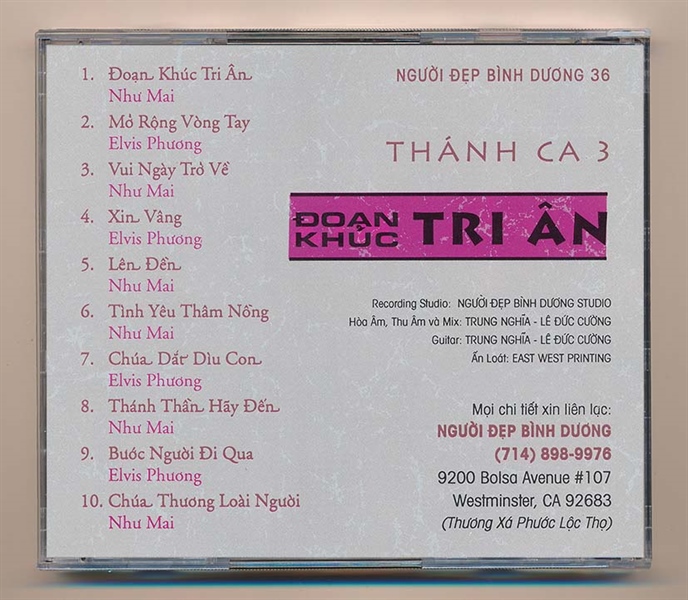 1. Đoạn Khúc Tri Ân
Như Mai
2. Mở Rộng Vòng Tay
Elvis Phương
3. Vui Ngày Trở Về
Như Mai
4. Xin Vâng
Elvis Phương
5. Lên Đền
Như Mai
6. Tình Yêu Thâm Nồng
Như Mai
7. Chúa Dắt Dìu Con
Elvis Phương
8. Thánh Thần Hãy Đến
Như Mai
9. Bước Người Đi Qua
Elvis Phương
10. Chúa Thương Loài Người
Như Mai
NGƯỜI ĐẸP BÌNH DƯƠNG 36
THÁNH CA 3
ĐOẠN KHÚC TRI ÂN
Recording Studio: NGƯỜI ĐẸP BÌNH DƯƠNG STUDIO
Hòa Âm, Thu Âm và Mix: TRUNG NGHĨA - LÊ ĐỨC CƯỜNG
Guitar: TRUNG NGHĨA - LÊ ĐỨC CƯỜNG
Ấn Loát: EAST WEST PRINTING
Mọi chi tiết xin liên lạc:
NGƯỜI ĐẸP BÌNH DƯƠNG
(714) 898-9976
9200 Bolsa Avenue #107
Westminster, CA 92683
(Thương Xá Phước Lộc Thọ)